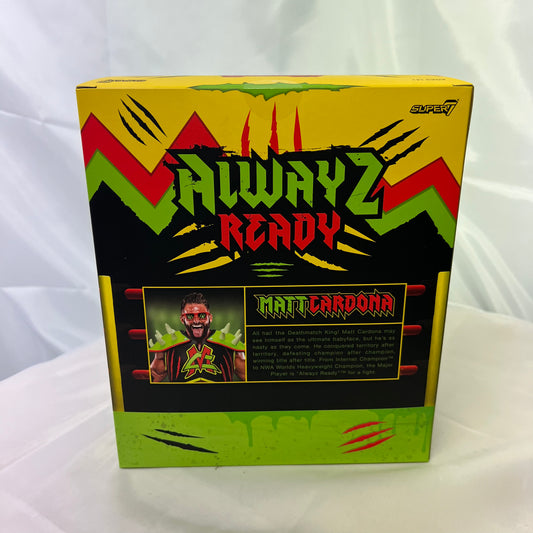 SUPER7
ALWAYZ
READY
MATT CARDONA
All hail the Deathmatch King! Matt Cardona may
see himself as the ultimate babyface, but he's as
nasty as they come. He conquered territory after
territory, defeating champion after champion,
winning title after title. From Internet Champion™
to NWA Worlds Heavyweight Champion, the Major
Player is "Alwayz Ready"™ for a fight.